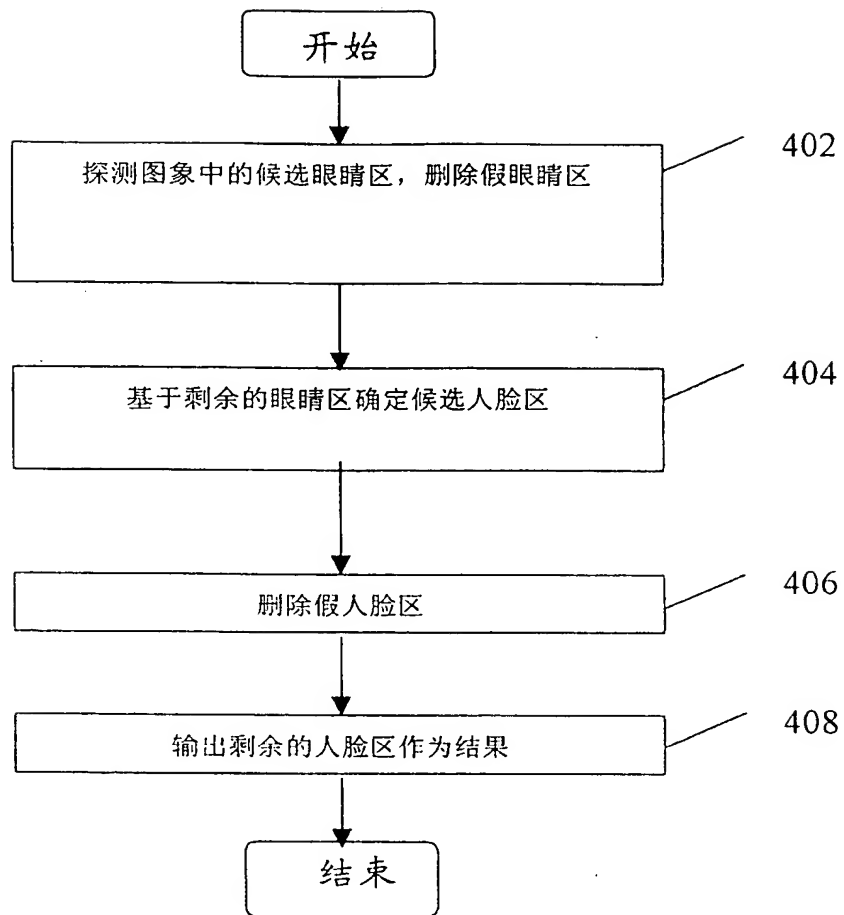 开始
探测图象中的候选眼睛区，删除假眼睛区
402
基于剩余的眼睛区确定候选人脸区
404
删除假人脸区
406
输出剩余的人脸区作为结果
408
结束